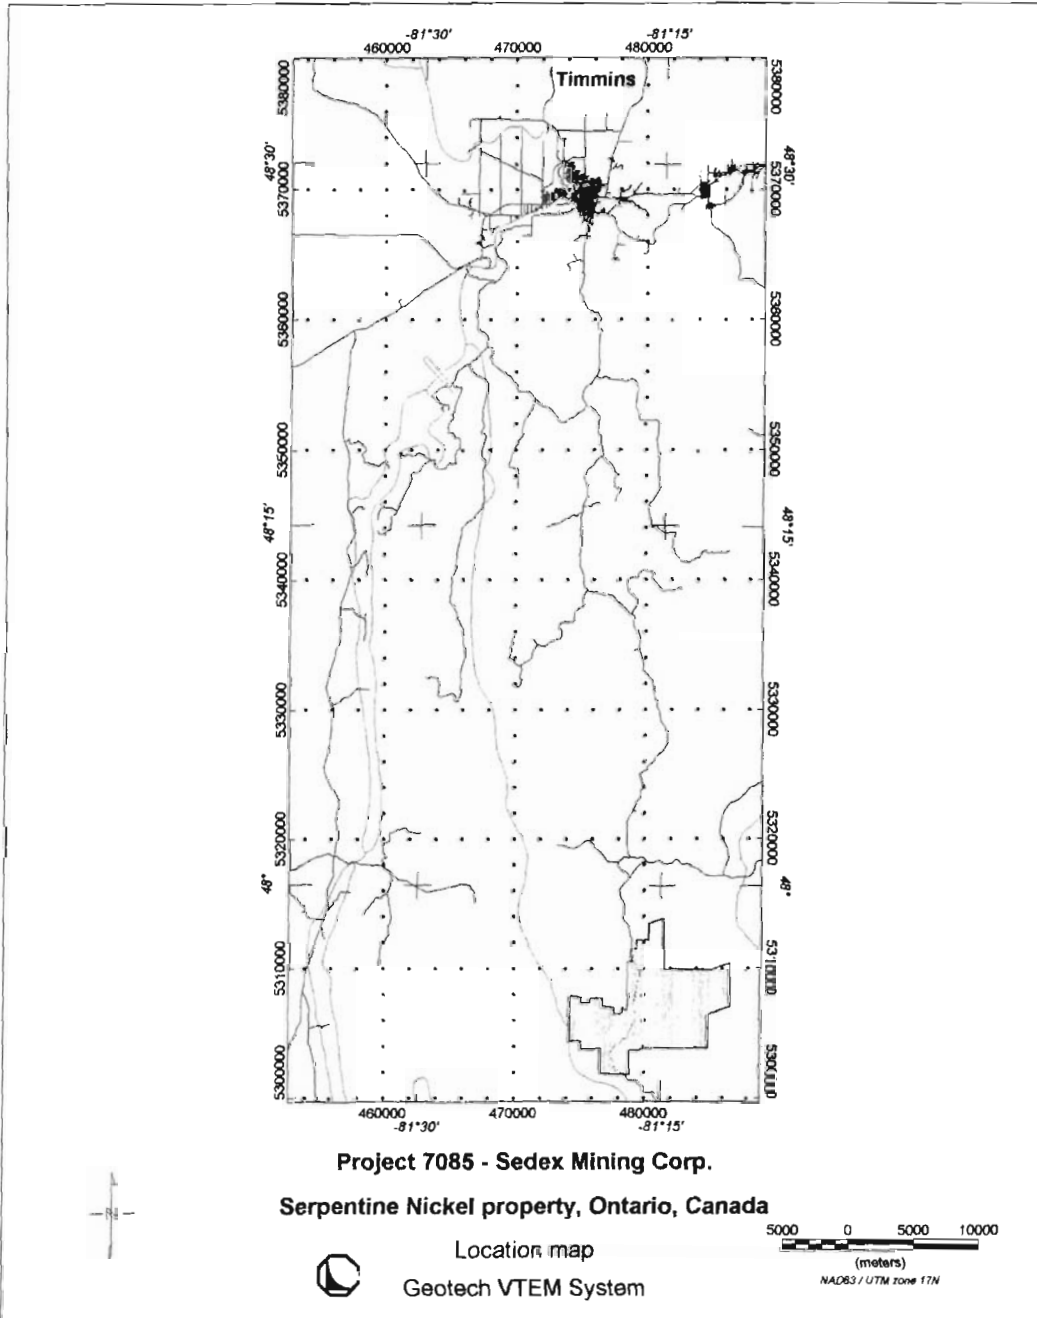 -81°30' -81°15'
460000 470000 480000
Timmins
5380000 5380000
48°30' 48°30'
5370000 5370000
5360000 5360000
5350000 5350000
48°15' 48°15'
5340000 5340000
5330000 5330000
5320000 5320000
48° 48°
5310000 5310000
5300000 5300000
460000 470000 480000
-81°30' -81°15'
Project 7085 - Sedex Mining Corp.
Serpentine Nickel property, Ontario, Canada
Location map
Geotech VTEM System
N
5000 0 5000 10000
(meters)
NAD83 / UTM zone 17N